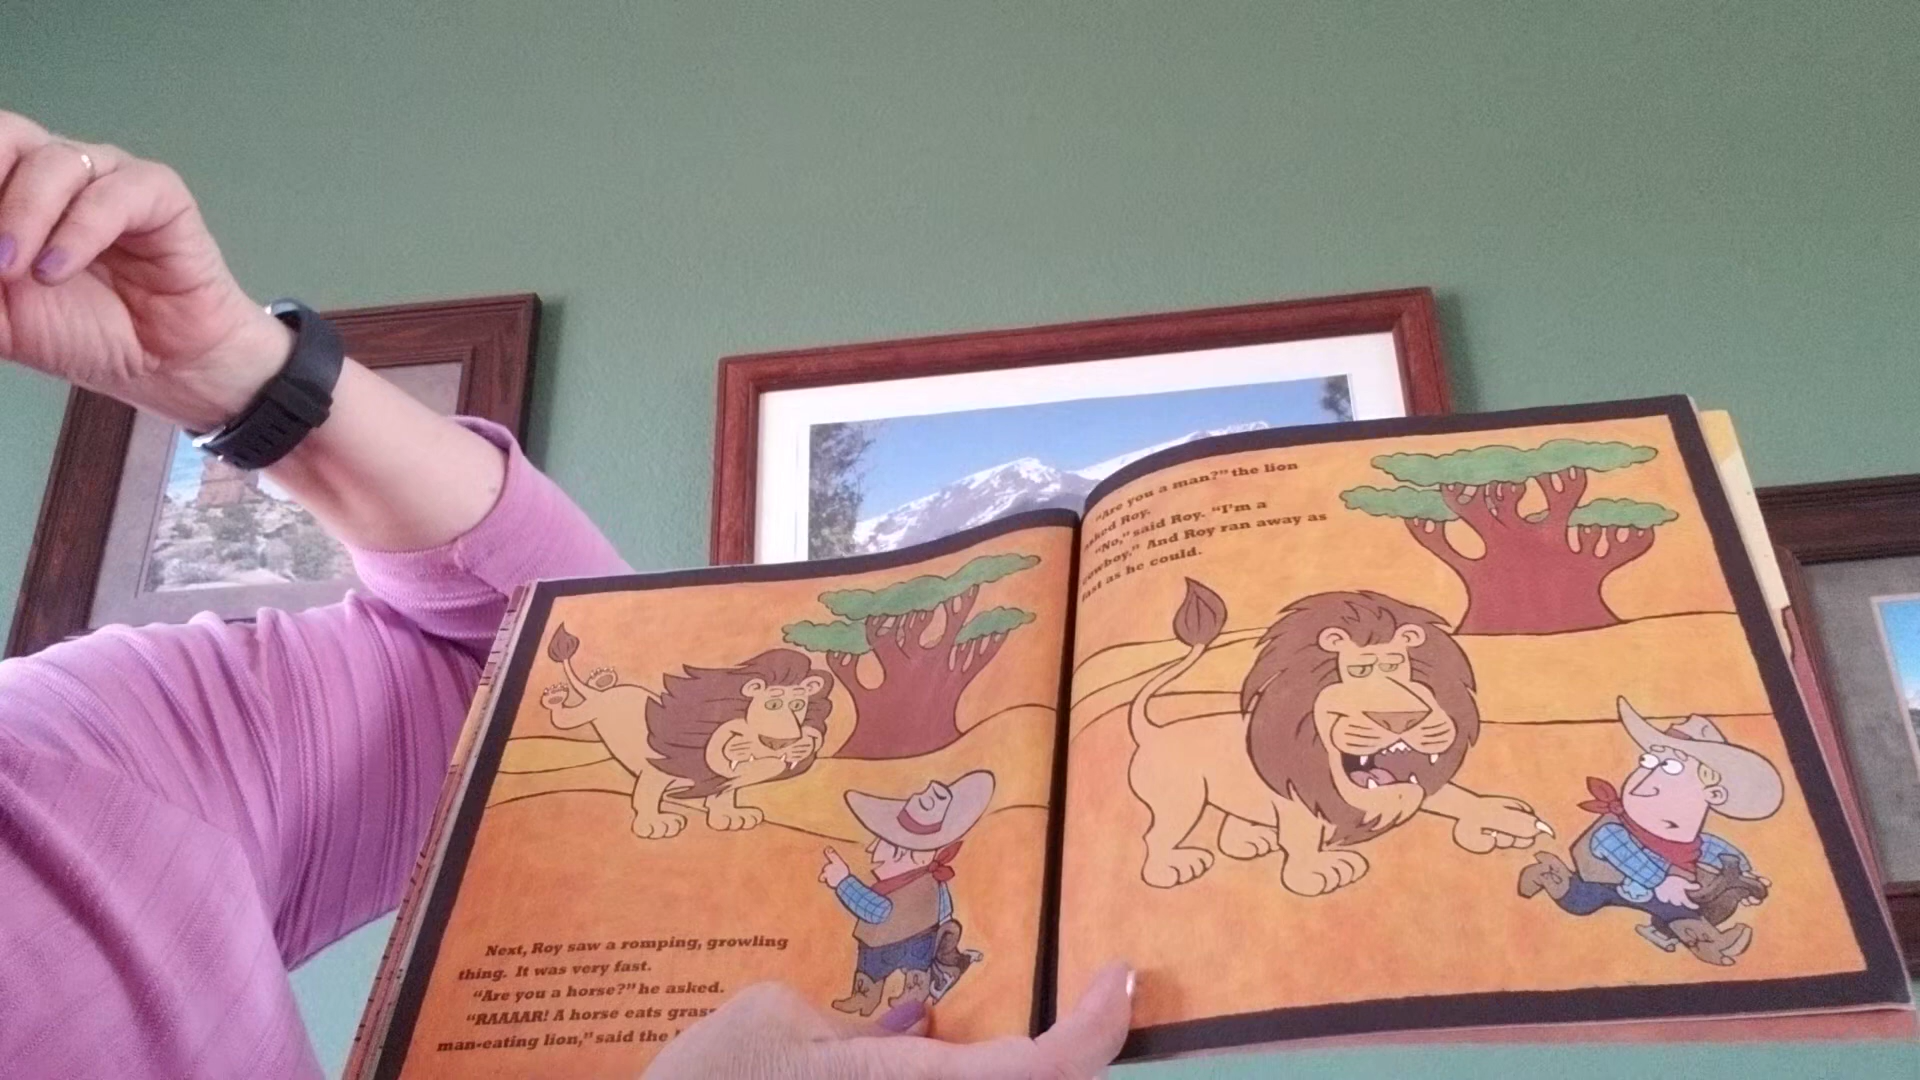 Next, Roy saw a romping, growling
thing. It was very fast.
"Are you a horse?" he asked.
"RAAAAR! A horse eats gras
man-eating lion," said the
"Are you a man?" the lion
asked Roy.
"No," said Roy. "I'm a
cowboy." And Roy ran away as
fast as he could.